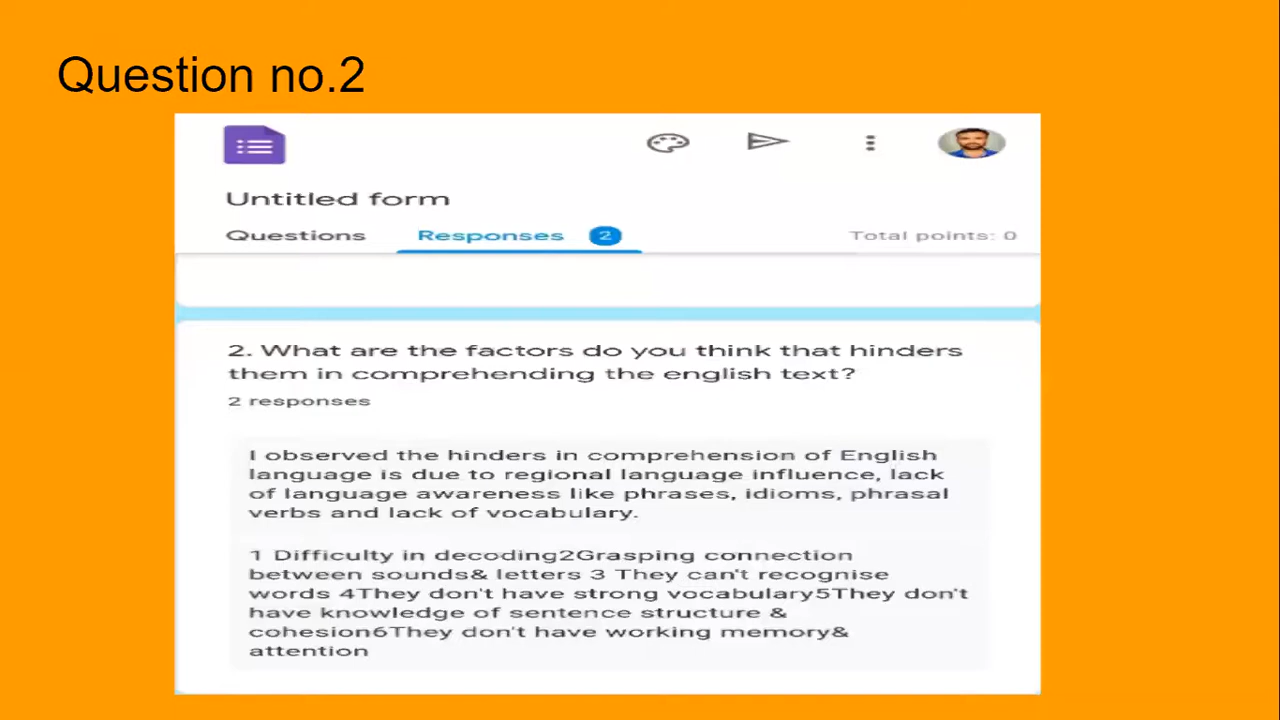 Question no.2
Untitled form
Questions Responses 2 Total points: 0
2. What are the factors do you think that hinders
them in comprehending the english text?
2 responses
I observed the hinders in comprehension of English
language is due to regional language influence, lack
of language awareness like phrases, idioms, phrasal
verbs and lack of vocabulary.
1 Difficulty in decoding2Grasping connection
between sounds& letters 3 They can't recognise
words 4They don't have strong vocabulary5They don't
have knowledge of sentence structure &
cohesion6They don't have working memory&
attention